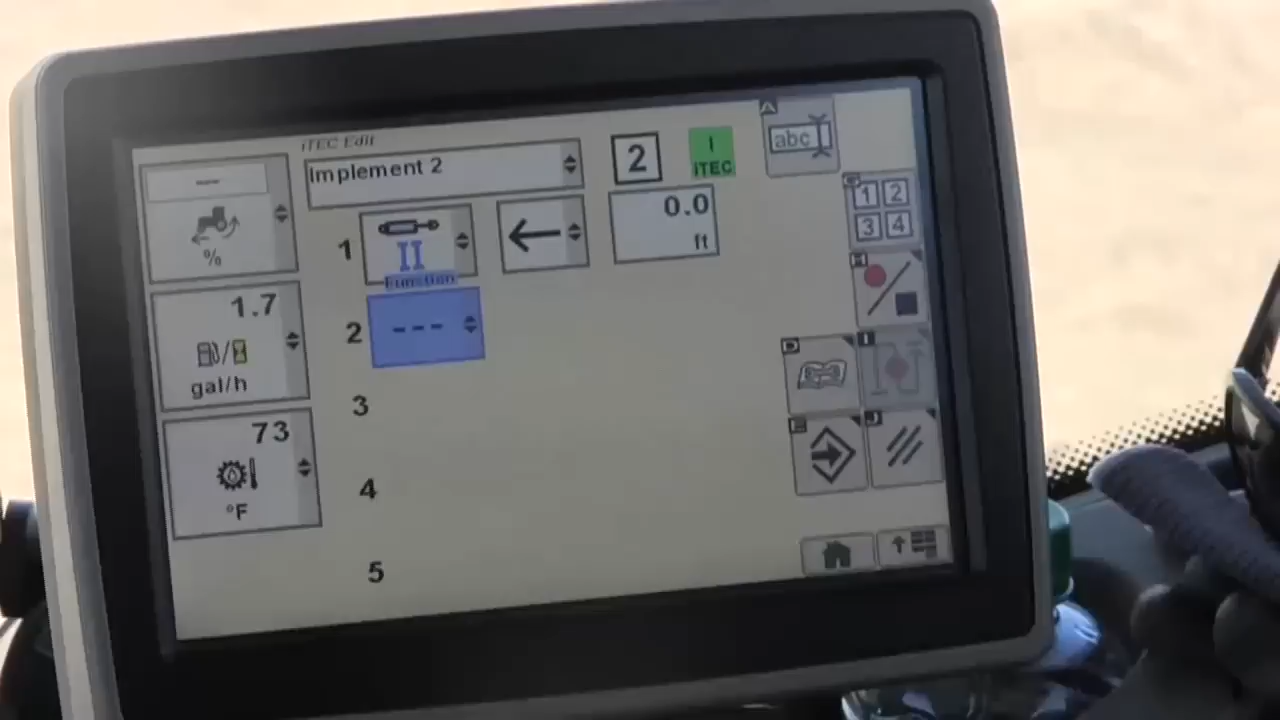 iTEC Edit
Implement 2
2
I
iTEC
A
abc
%
1
II
0.0
ft
G
1 2
3 4
Function
H
1.7
gal/h
2
---
D
I
3
73
°F
E
J
4
5